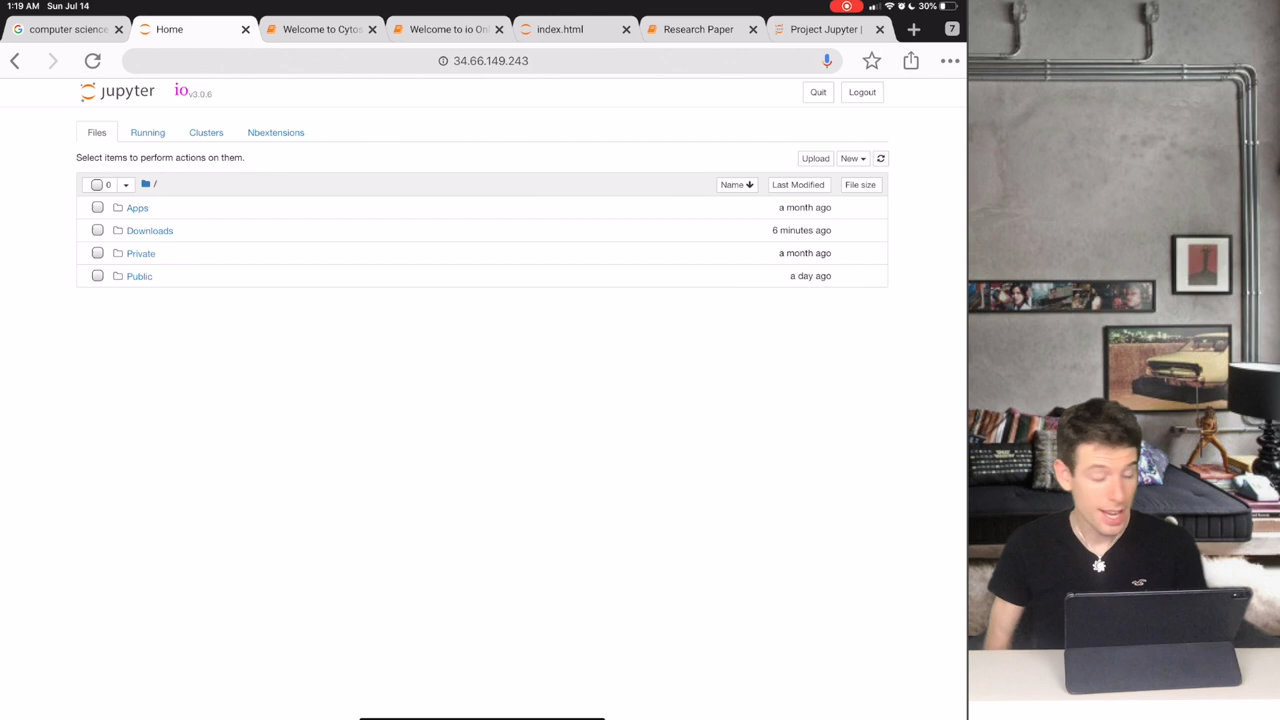 1:19 AM Sun Jul 14
30%
computer science
Home
Welcome to Cytos
Welcome to io Onl
index.html
Research Paper
Project Jupyter |
7
34.66.149.243
jupyter
io v3.0.6
Quit
Logout
Files
Running
Clusters
Nbextensions
Select items to perform actions on them.
Upload
New
0
/
Name
Last Modified
File size
Apps
a month ago
Downloads
6 minutes ago
Private
a month ago
Public
a day ago